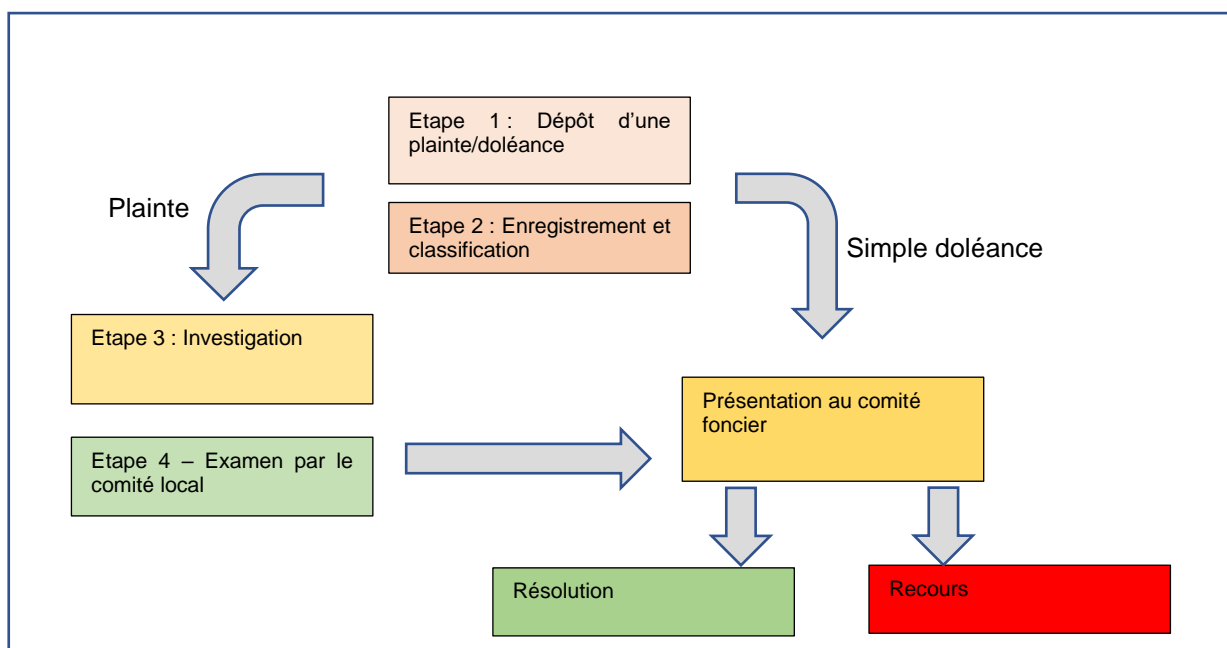 Etape 1 : Dépôt d’une
plainte/doléance
Plainte
Etape 2 : Enregistrement et
classification
Simple doléance
Etape 3 : Investigation
Présentation au comité
foncier
Etape 4 – Examen par le
comité local
Résolution
Recours